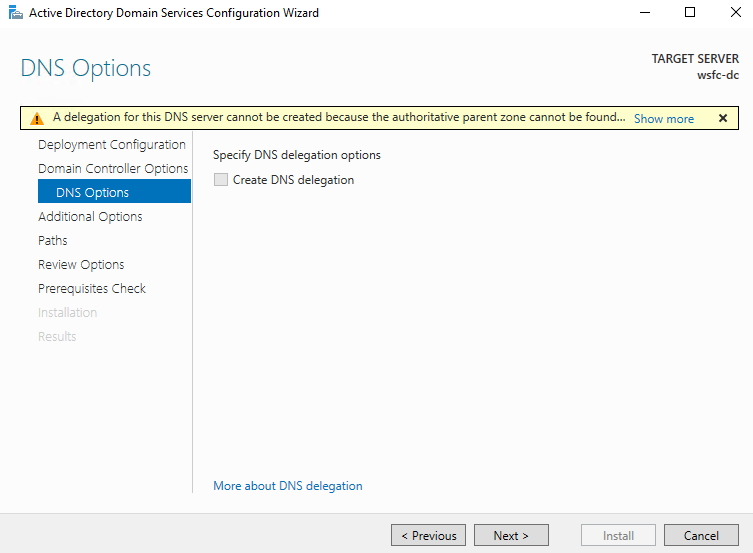 Active Directory Domain Services Configuration Wizard
DNS Options
TARGET SERVER
wsfc-dc
A delegation for this DNS server cannot be created because the authoritative parent zone cannot be found... Show more
Deployment Configuration
Domain Controller Options
DNS Options
Additional Options
Paths
Review Options
Prerequisites Check
Installation
Results
Specify DNS delegation options
Create DNS delegation
More about DNS delegation
< Previous
Next >
Install
Cancel